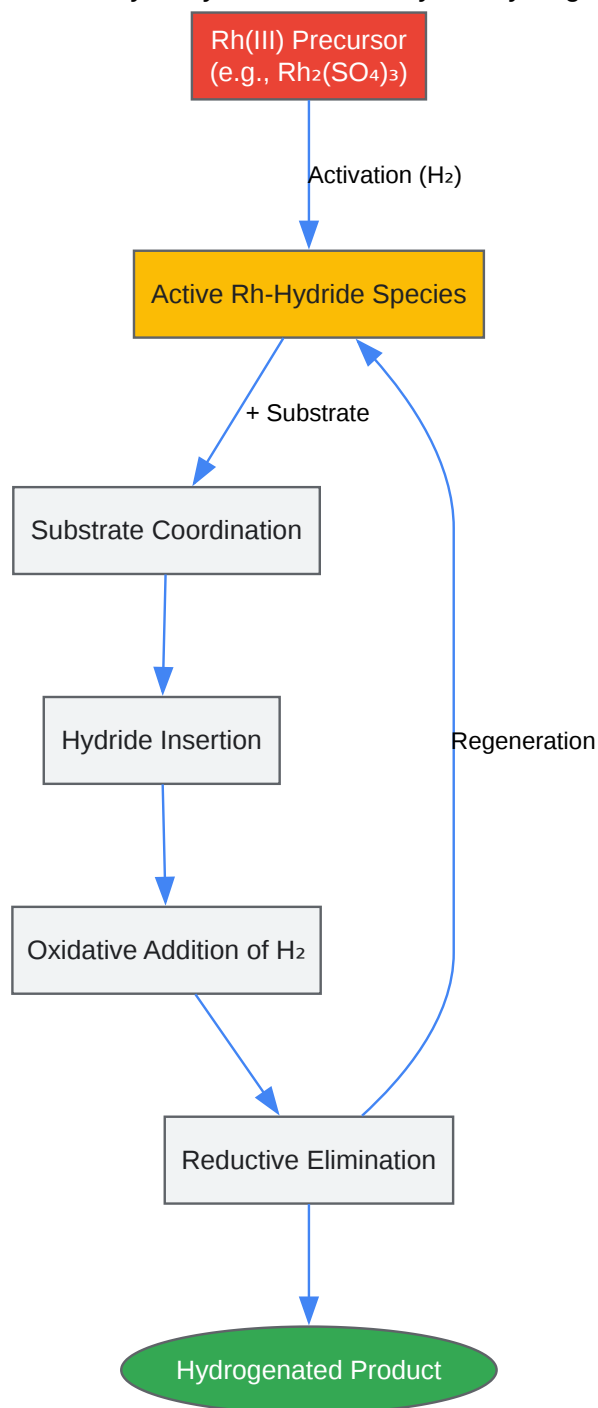 Rh(III) Precursor
(e.g., Rh₂(SO₄)₃)
Activation (H₂)
Active Rh-Hydride Species
+ Substrate
Substrate Coordination
Hydride Insertion
Regeneration
Oxidative Addition of H₂
Reductive Elimination
Hydrogenated Product